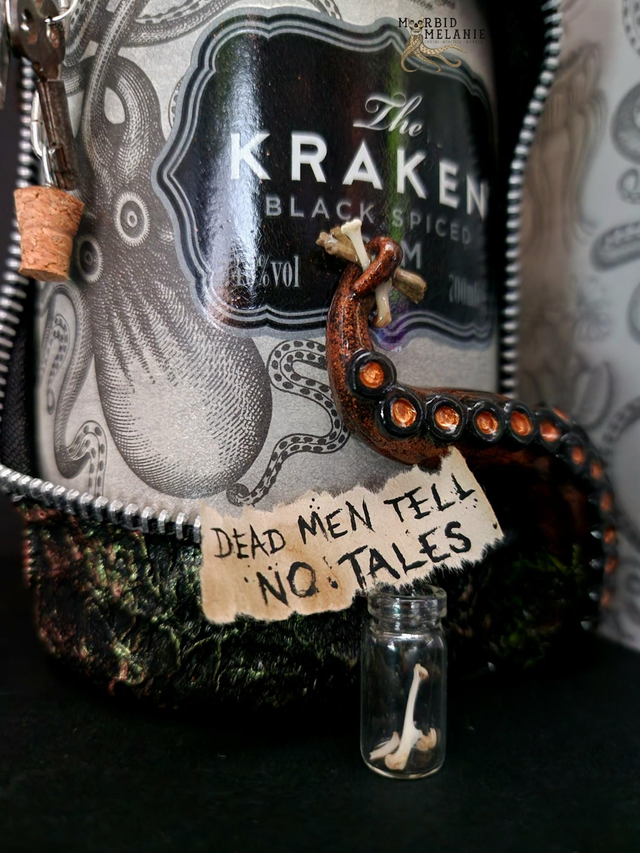 MORBID
MELANIE
The
KRAKEN
BLACK SPICED
DEAD MEN TELL
NO TALES